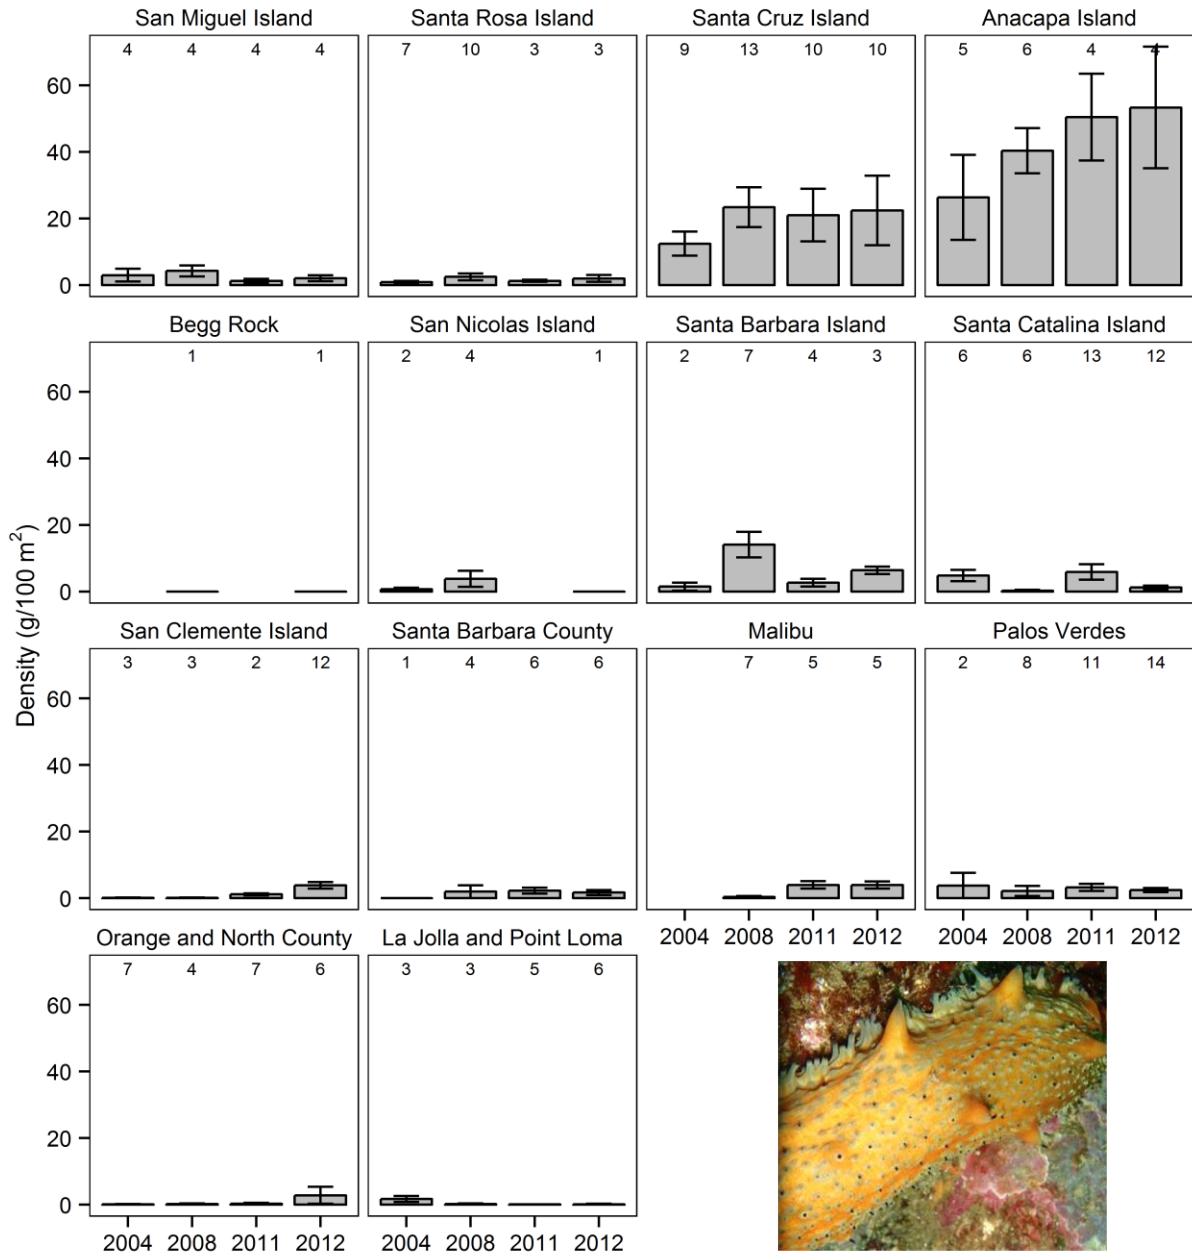 San Miguel Island Santa Rosa Island Santa Cruz Island Anacapa Island
4 4 4 4 7 10 3 3 9 13 10 10 5 6 4 4
60
40
20
0
Begg Rock San Nicolas Island Santa Barbara Island Santa Catalina Island
1 1 2 4 1 2 7 4 3 6 6 13 12
60
40
20
0
Density (g/100 m²)
San Clemente Island Santa Barbara County Malibu Palos Verdes
3 3 2 12 1 4 6 6 7 5 5 2 8 11 14
60
40
20
0
2004 2008 2011 2012 2004 2008 2011 2012
Orange and North County La Jolla and Point Loma
7 4 7 6 3 3 5 6
60
40
20
0
2004 2008 2011 2012 2004 2008 2011 2012